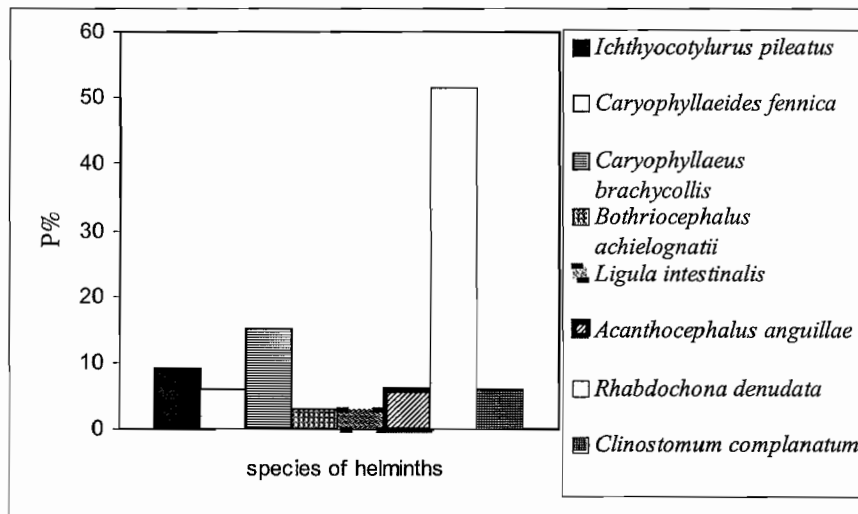 60
50
40
30
20
10
0
P%
species of helminths
Ichthyocotylurus pileatus
Caryophyllaeides fennica
Caryophyllaeus
brachycollis
Bothriocephalus
achielognatii
Ligula intestinalis
Acanthocephalus anguillae
Rhabdochona denudata
Clinostomum complanatum